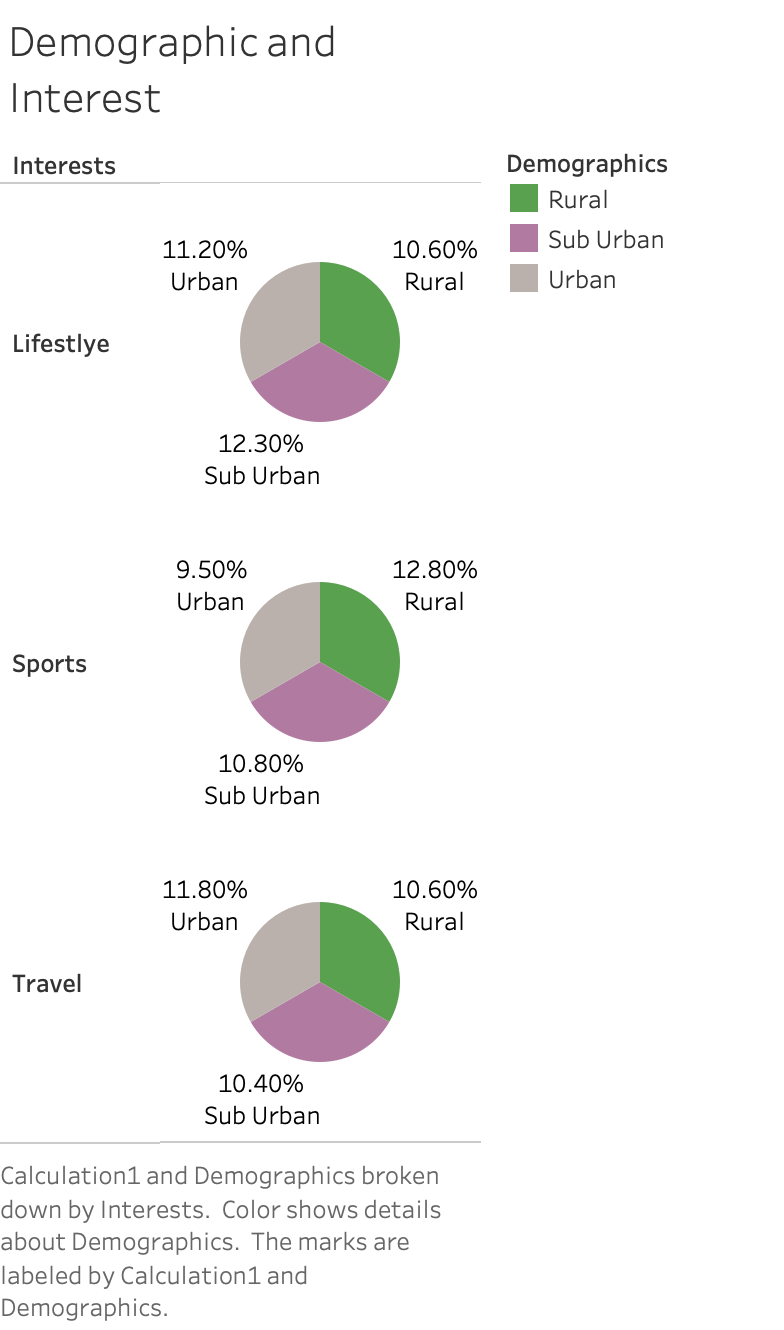 Demographic and
Interest
Interests
Demographics
Rural
Sub Urban
Urban
11.20%
Urban
10.60%
Rural
Lifestlye
12.30%
Sub Urban
9.50%
Urban
12.80%
Rural
Sports
10.80%
Sub Urban
11.80%
Urban
10.60%
Rural
Travel
10.40%
Sub Urban
Calculation1 and Demographics broken
down by Interests.  Color shows details
about Demographics.  The marks are
labeled by Calculation1 and
Demographics.